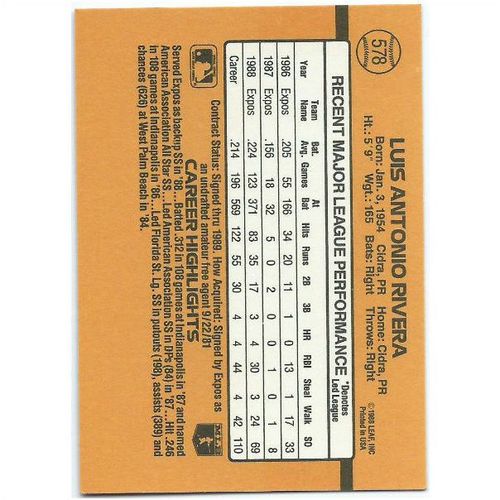 578
LUIS ANTONIO RIVERA
Born: Jan. 3, 1954 Cidra, PR Home: Cidra, PR
Ht.: 5' 9" Wgt.: 165 Bats: Right Throws: Right
©1988 LEAF, INC.
Printed in USA
RECENT MAJOR LEAGUE PERFORMANCE
*Denotes
Led League
Team Bat. At
Year Name Avg. Games Bat Hits Runs 2B 3B HR RBI Steal Walk SO
1986 Expos .205 55 166 34 20 11 1 0 13 1 17 33
1987 Expos .156 18 32 5 0 2 0 0 1 0 1 8
1988 Expos .224 123 371 83 35 17 3 4 30 3 24 69
Career .214 196 569 122 55 30 4 4 44 4 42 110
Contract Status: Signed thru 1989. How Acquired: Signed by Expos as
an undrafted amateur free agent 9/22/81
CAREER HIGHLIGHTS
Served Expos as backup SS in '88...Batted .312 in 108 games at Indianapolis in '87 and named
American Association All Star SS...Led American Association SS in DPs (84) in '87...Hit .246
in 108 games at Indianapolis in '86...Led Florida St. Lg. SS in putouts (198), assists (389) and
chances (626) at West Palm Beach in '84.